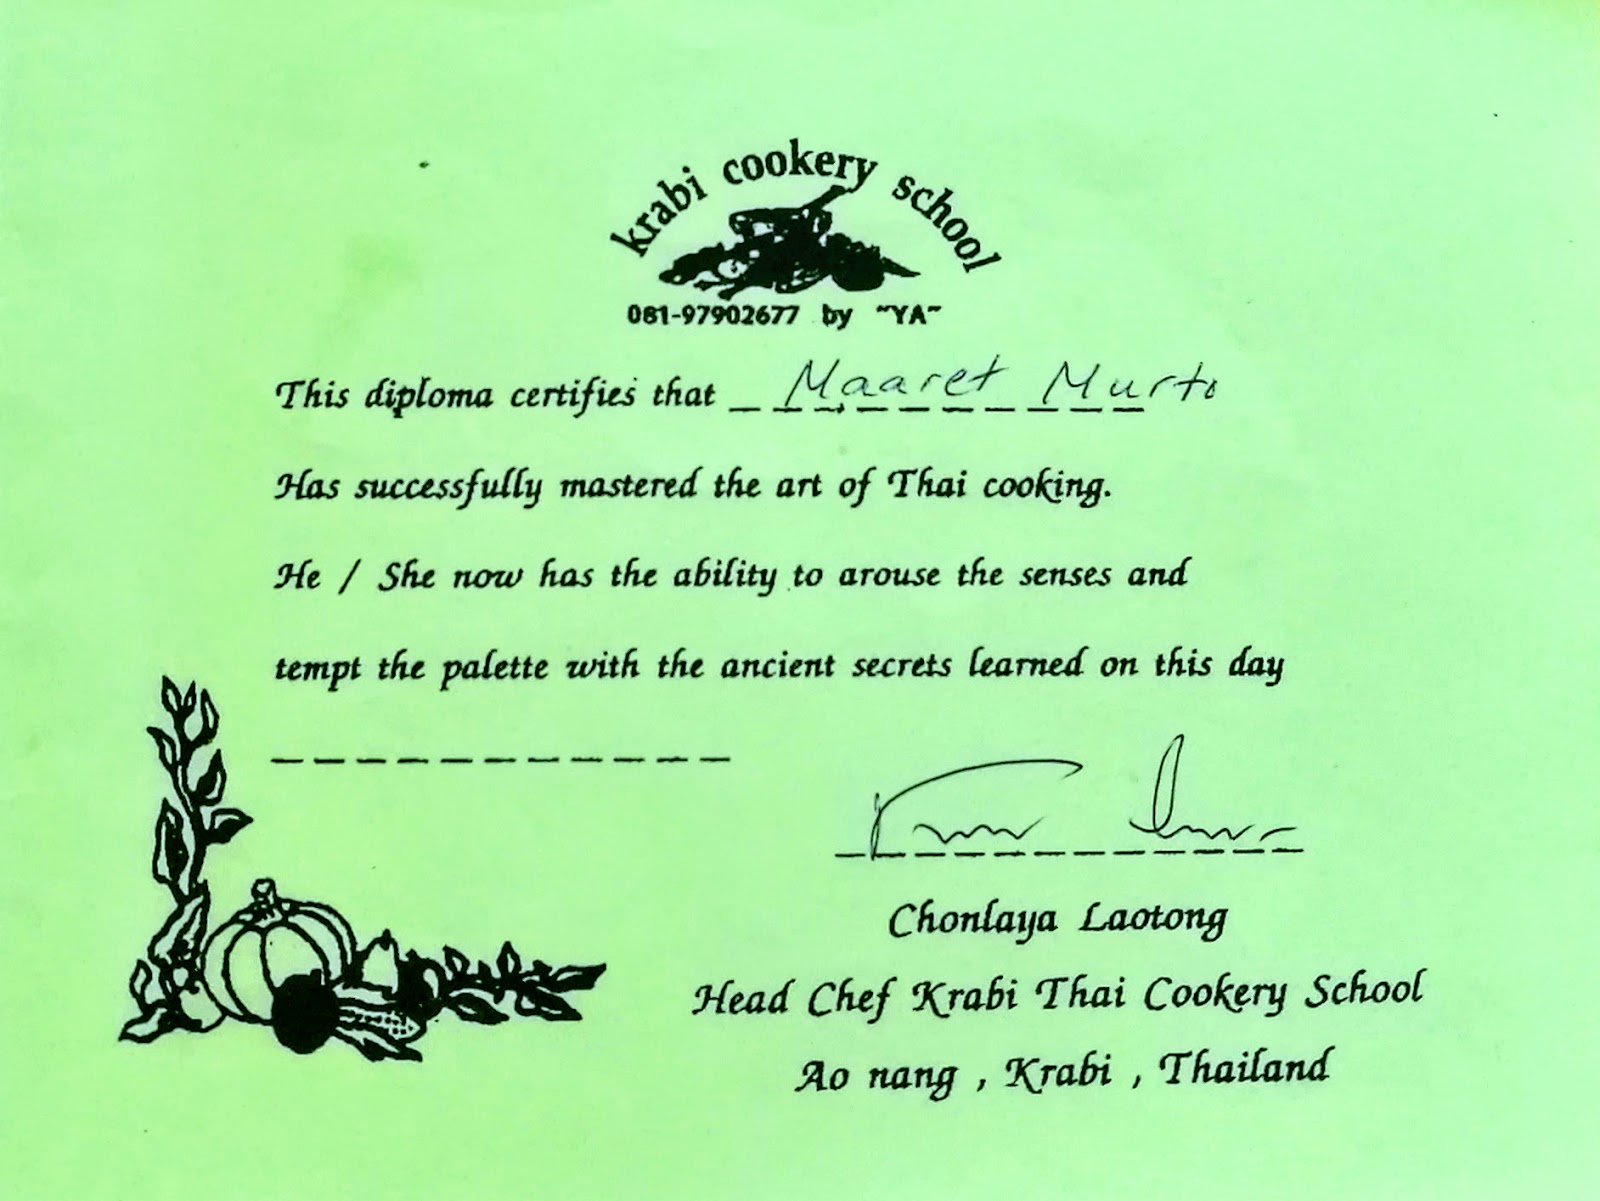 krabi cookery school
081-97902677 by "YA"
This diploma certifies that Maaret Murto
Has successfully mastered the art of Thai cooking.
He / She now has the ability to arouse the senses and
tempt the palette with the ancient secrets learned on this day
Chonlaya Laotong
Head Chef Krabi Thai Cookery School
Ao nang , Krabi , Thailand